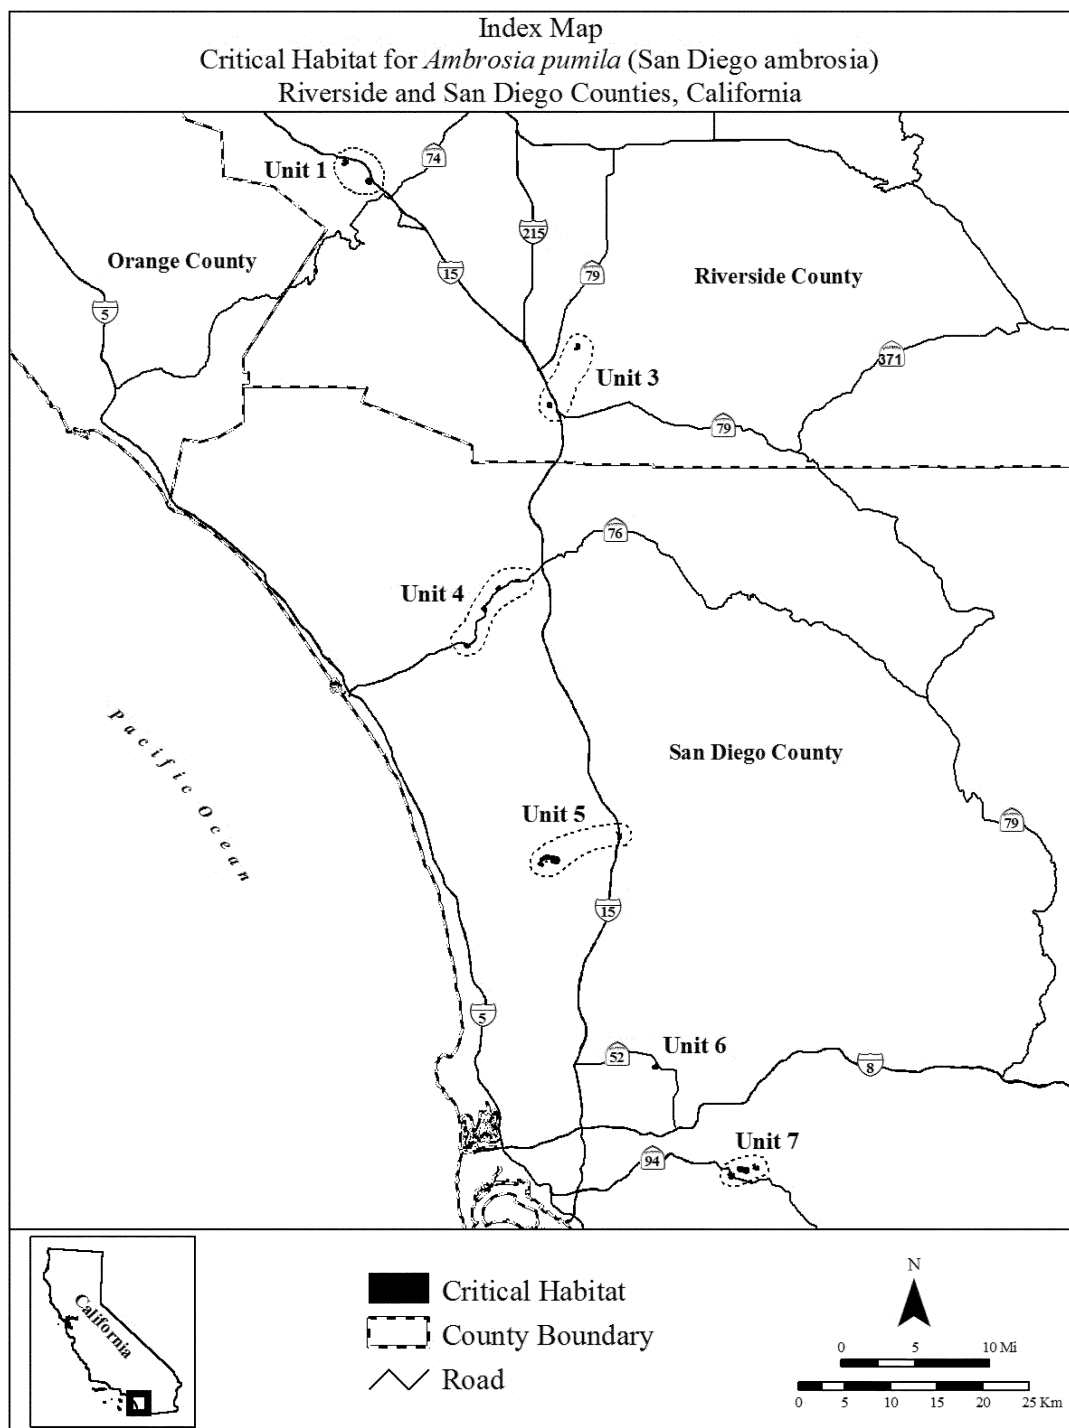 Index Map
Critical Habitat for Ambrosia pumila (San Diego ambrosia)
Riverside and San Diego Counties, California
Unit 1
74
Orange County
215
15
79
Riverside County
5
371
Unit 3
79
76
Unit 4
Pacific Ocean
San Diego County
Unit 5
79
15
5
52
Unit 6
8
Unit 7
94
California
Critical Habitat
County Boundary
Road
N
0 5 10 Mi
0 5 10 15 20 25 Km